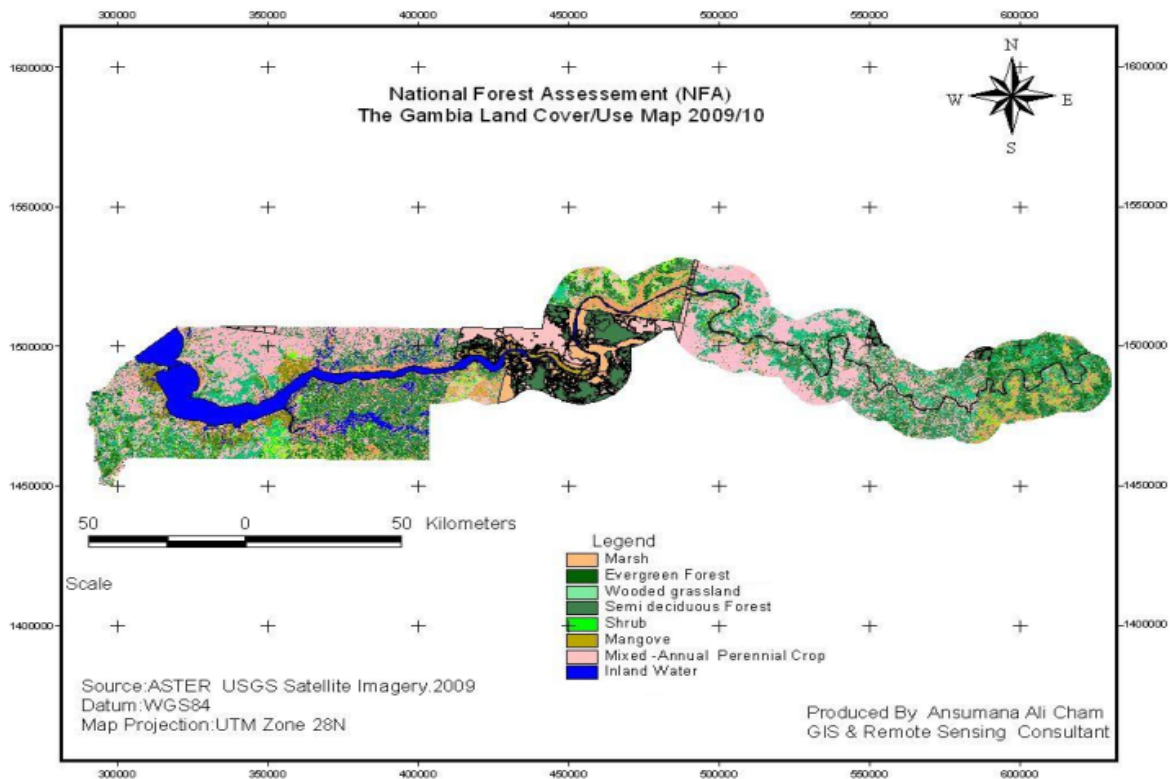 300000 350000 400000 450000 500000 550000 600000
N
1600000 1600000
W E
National Forest Assessement (NFA)
The Gambia Land Cover/Use Map 2009/10
S
1550000 1550000
1500000 1500000
1450000 1450000
50 0 50 Kilometers
Scale
Legend
Marsh
Evergreen Forest
Wooded grassland
Semi deciduous Forest
Shrub
Mangove
Mixed -Annual Perennial Crop
Inland Water
1400000 1400000
Source:ASTER USGS Satellite Imagery.2009
Datum:WGS84
Map Projection:UTM Zone 28N
Produced By Ansumana Ali Cham
GIS & Remote Sensing Consultant
300000 350000 400000 450000 500000 550000 600000